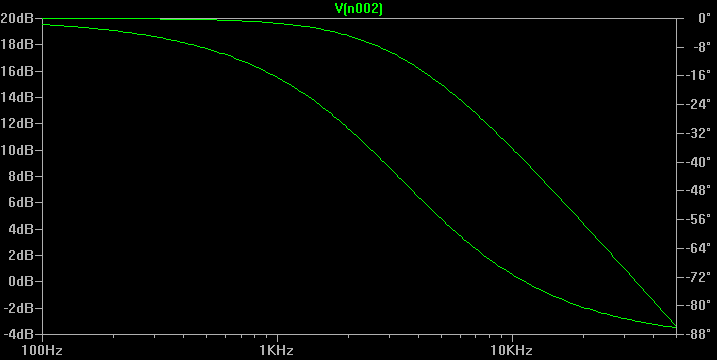 V(n002)
20dB 0°
18dB -8°
16dB -16°
14dB -24°
12dB -32°
10dB -40°
8dB -48°
6dB -56°
4dB -64°
2dB -72°
0dB -80°
-2dB -88°
-4dB
100Hz 1KHz 10KHz